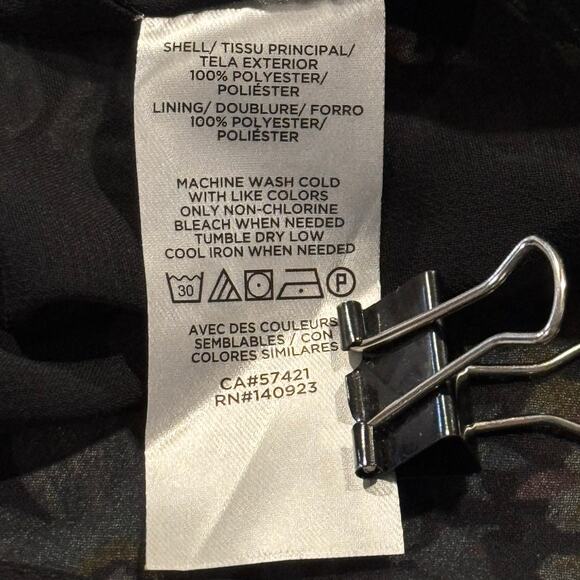 SHELL/ TISSU PRINCIPAL/
TELA EXTERIOR
100% POLYESTER/
POLIÉSTER
LINING/ DOUBLURE/ FORRO
100% POLYESTER/
POLIÉSTER
MACHINE WASH COLD
WITH LIKE COLORS
ONLY NON-CHLORINE
BLEACH WHEN NEEDED
TUMBLE DRY LOW
COOL IRON WHEN NEEDED
30 P
AVEC DES COULEURS
SEMBLABLES / CON
COLORES SIMILARES
CA#57421
RN#140923